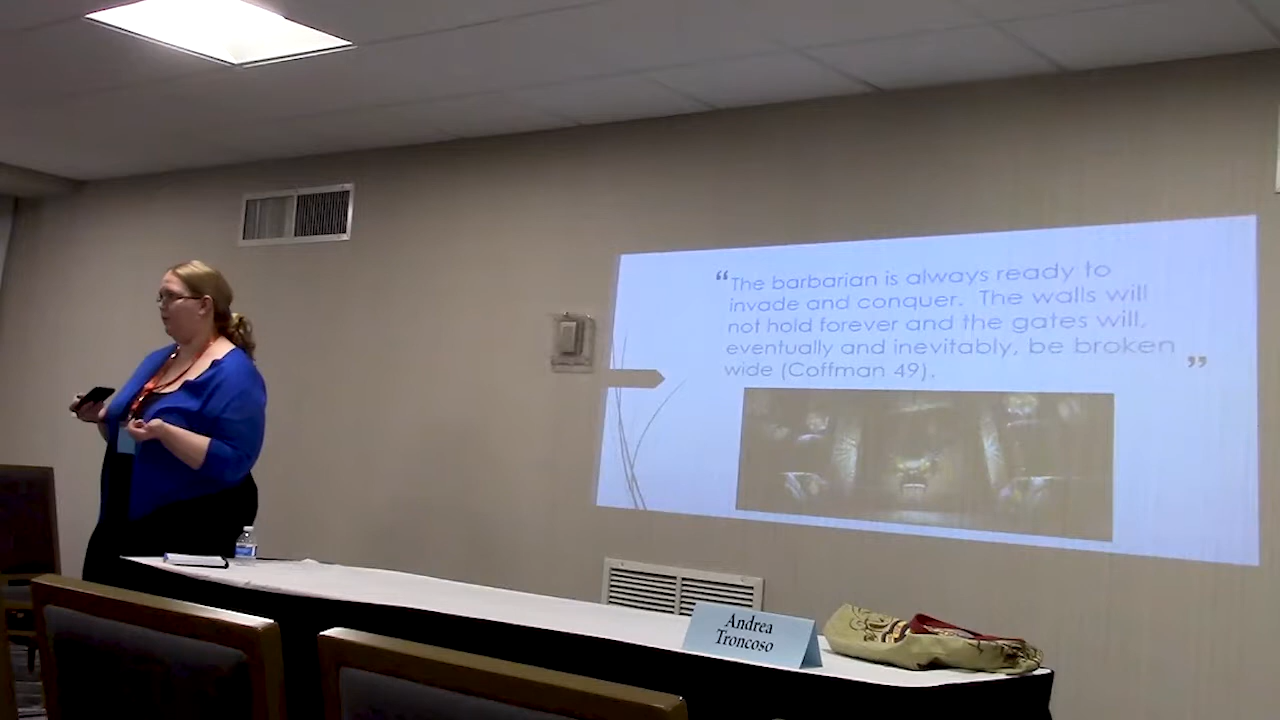 “The barbarian is always ready to
invade and conquer. The walls will
not hold forever and the gates will,
eventually and inevitably, be broken
wide (Coffman 49). ”
Andrea
Troncoso